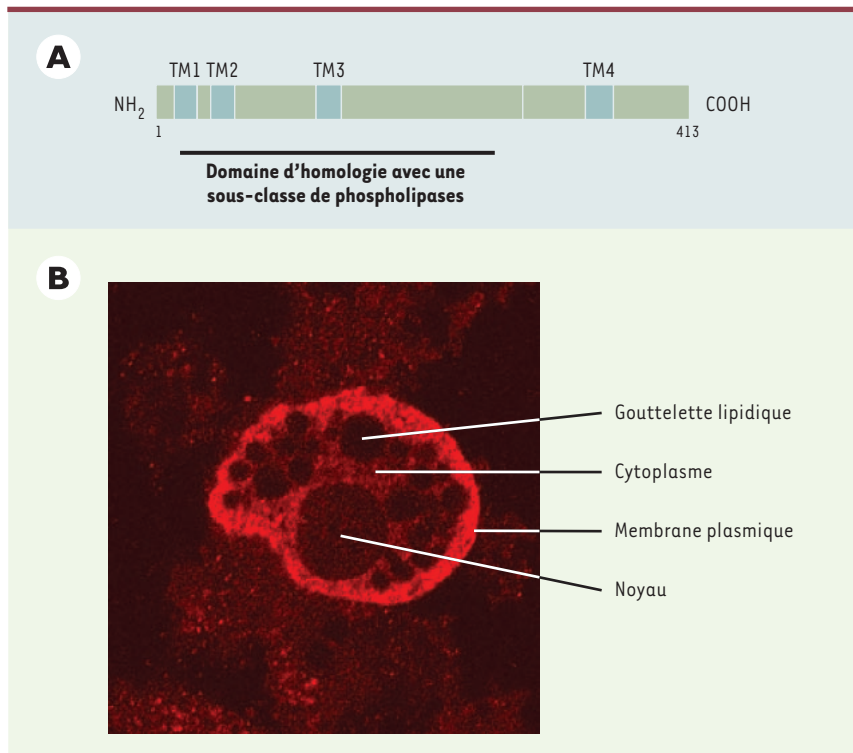 A
TM1 TM2 TM3 TM4
NH2 COOH
1 413
Domaine d'homologie avec une
sous-classe de phospholipases
B
Gouttelette lipidique
Cytoplasme
Membrane plasmique
Noyau